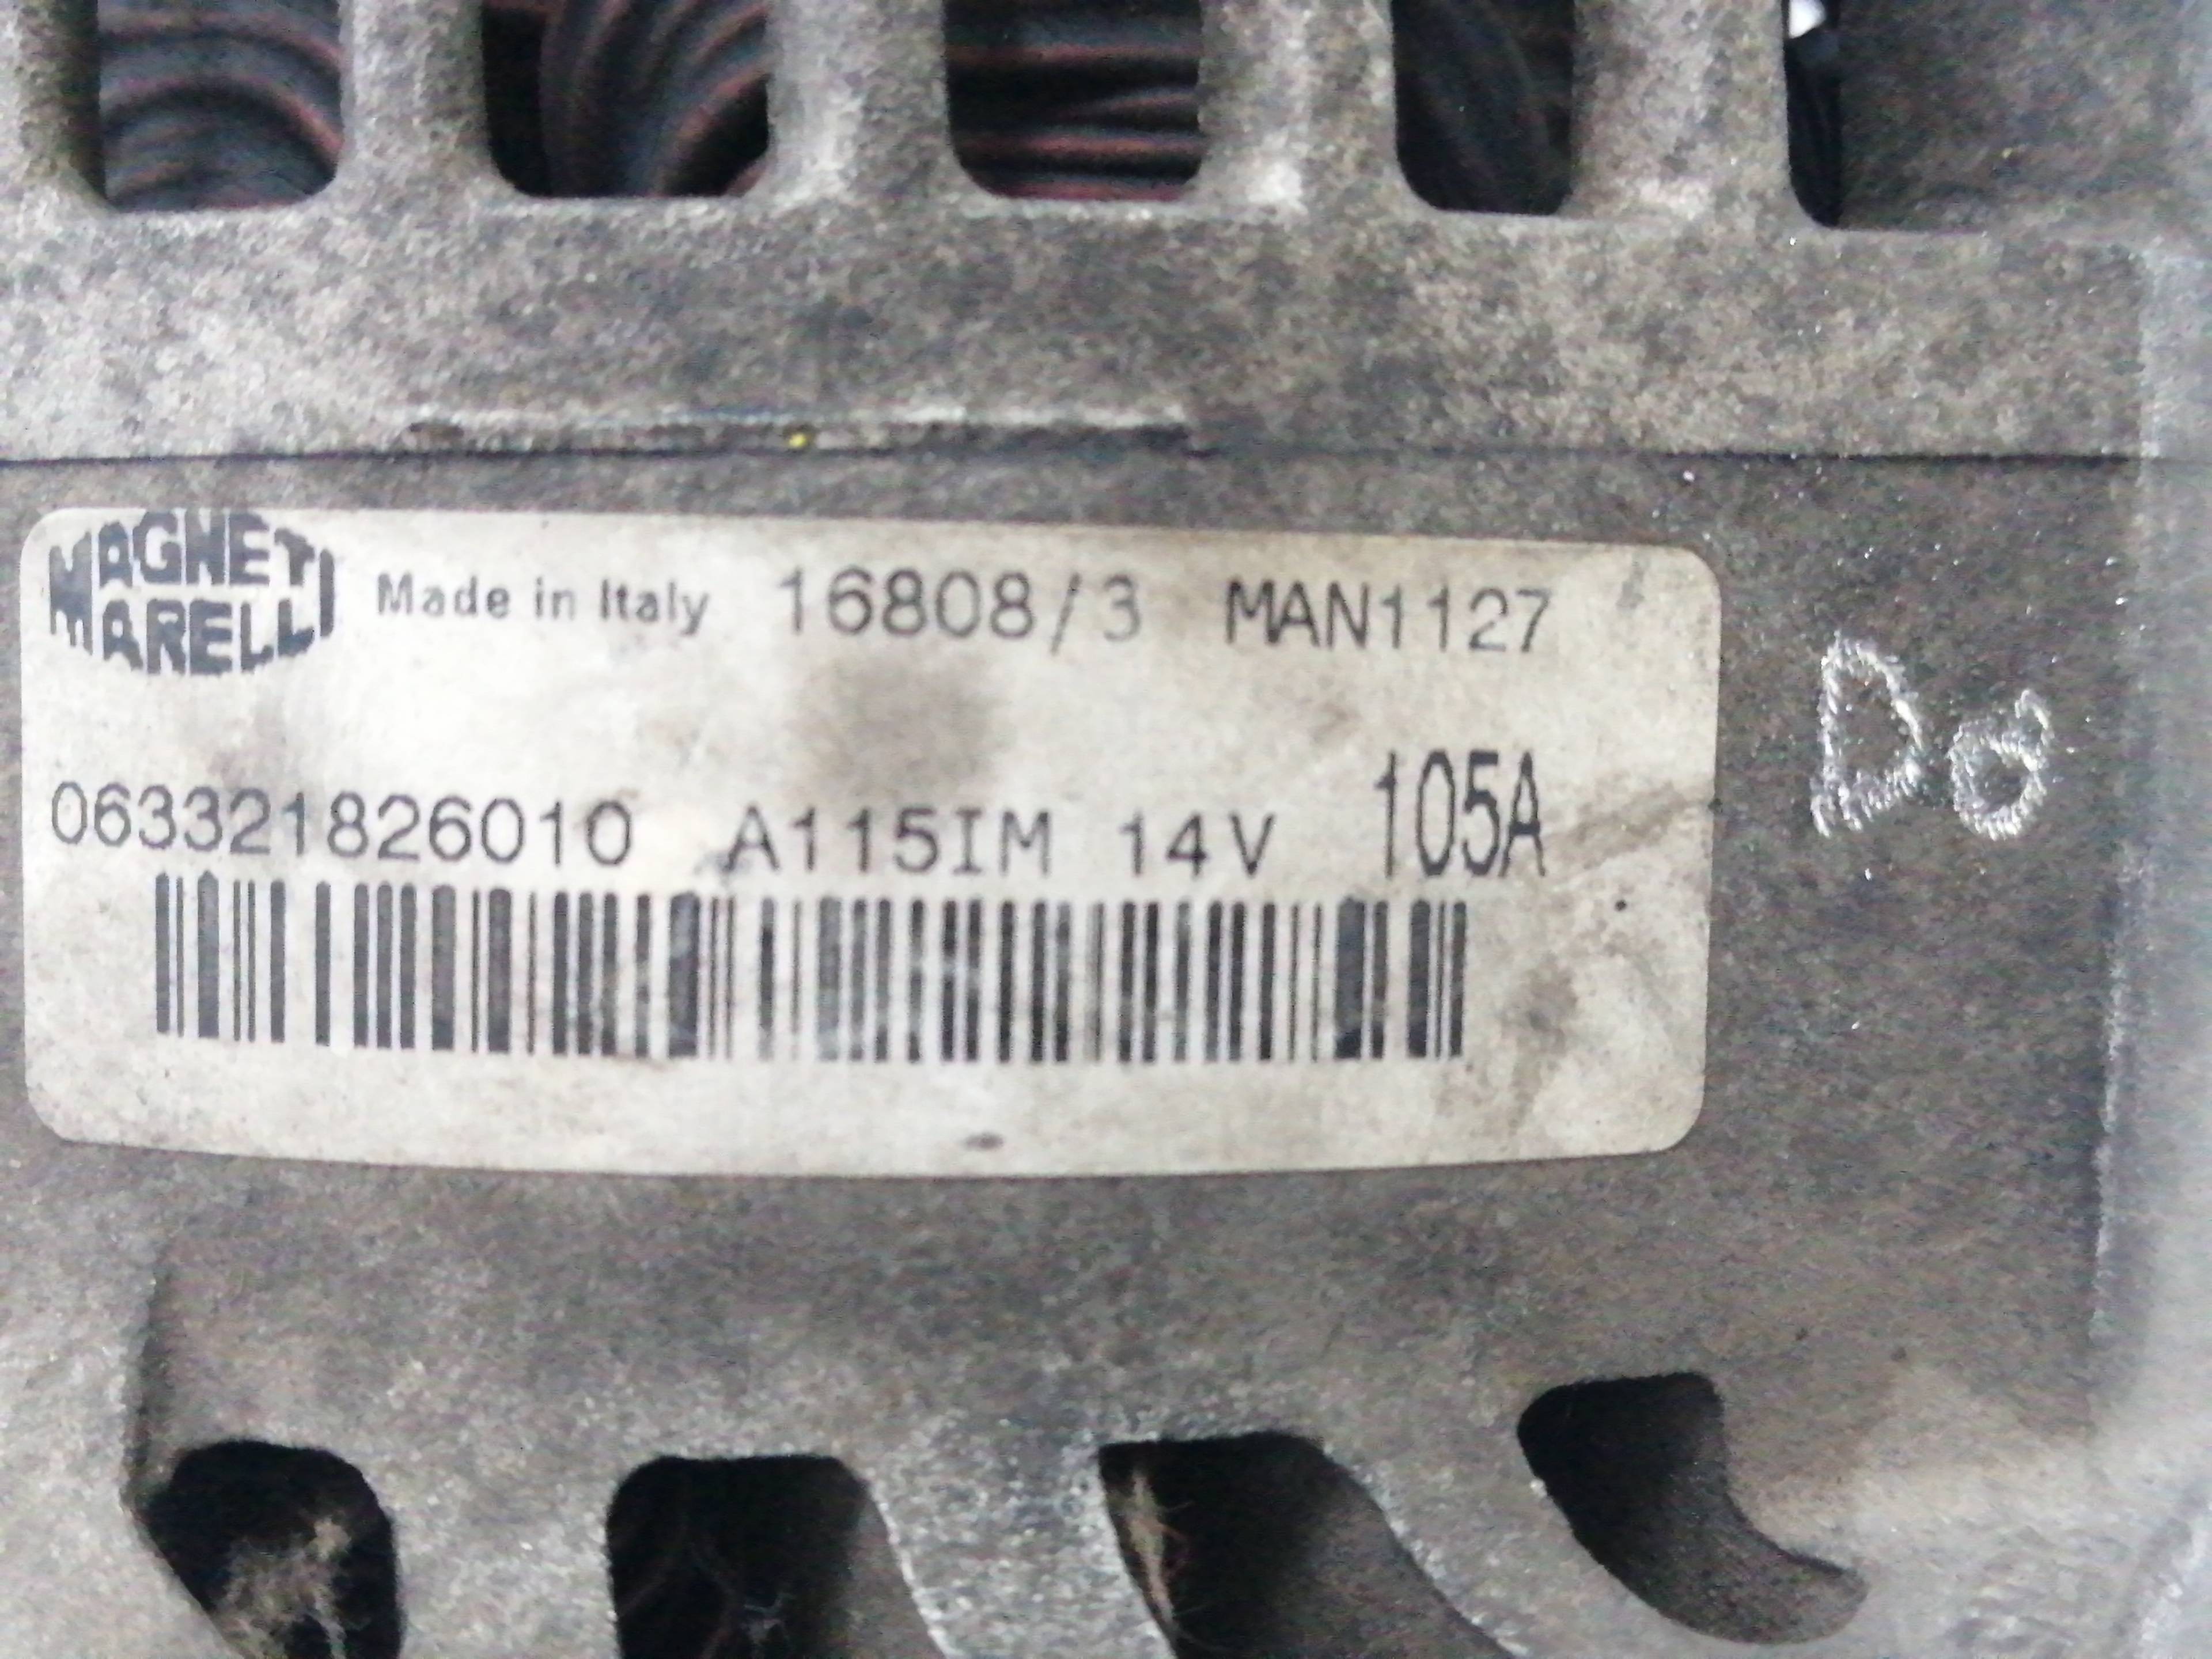 MAGNETI MARELLI Made in Italy 16808/3 MAN1127
063321826010 A115IM 14V 105A